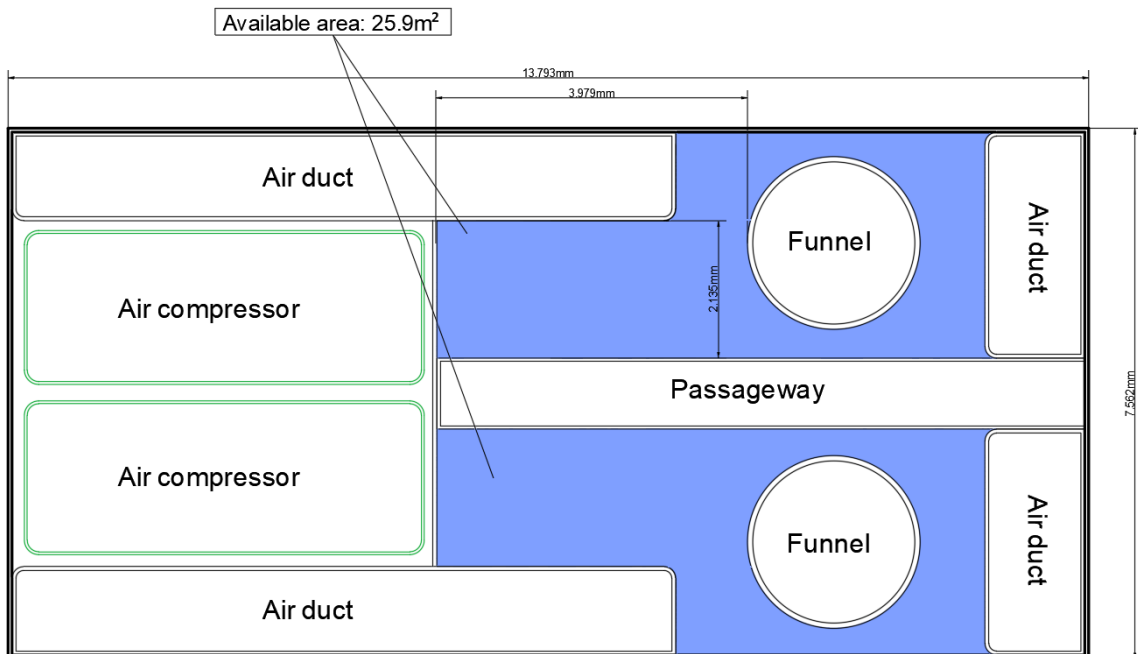 Available area: 25.9m²
13.793mm
3.979mm
Air duct
Funnel
Air duct
2.135mm
Air compressor
Passageway
7.562mm
Air compressor
Funnel
Air duct
Air duct